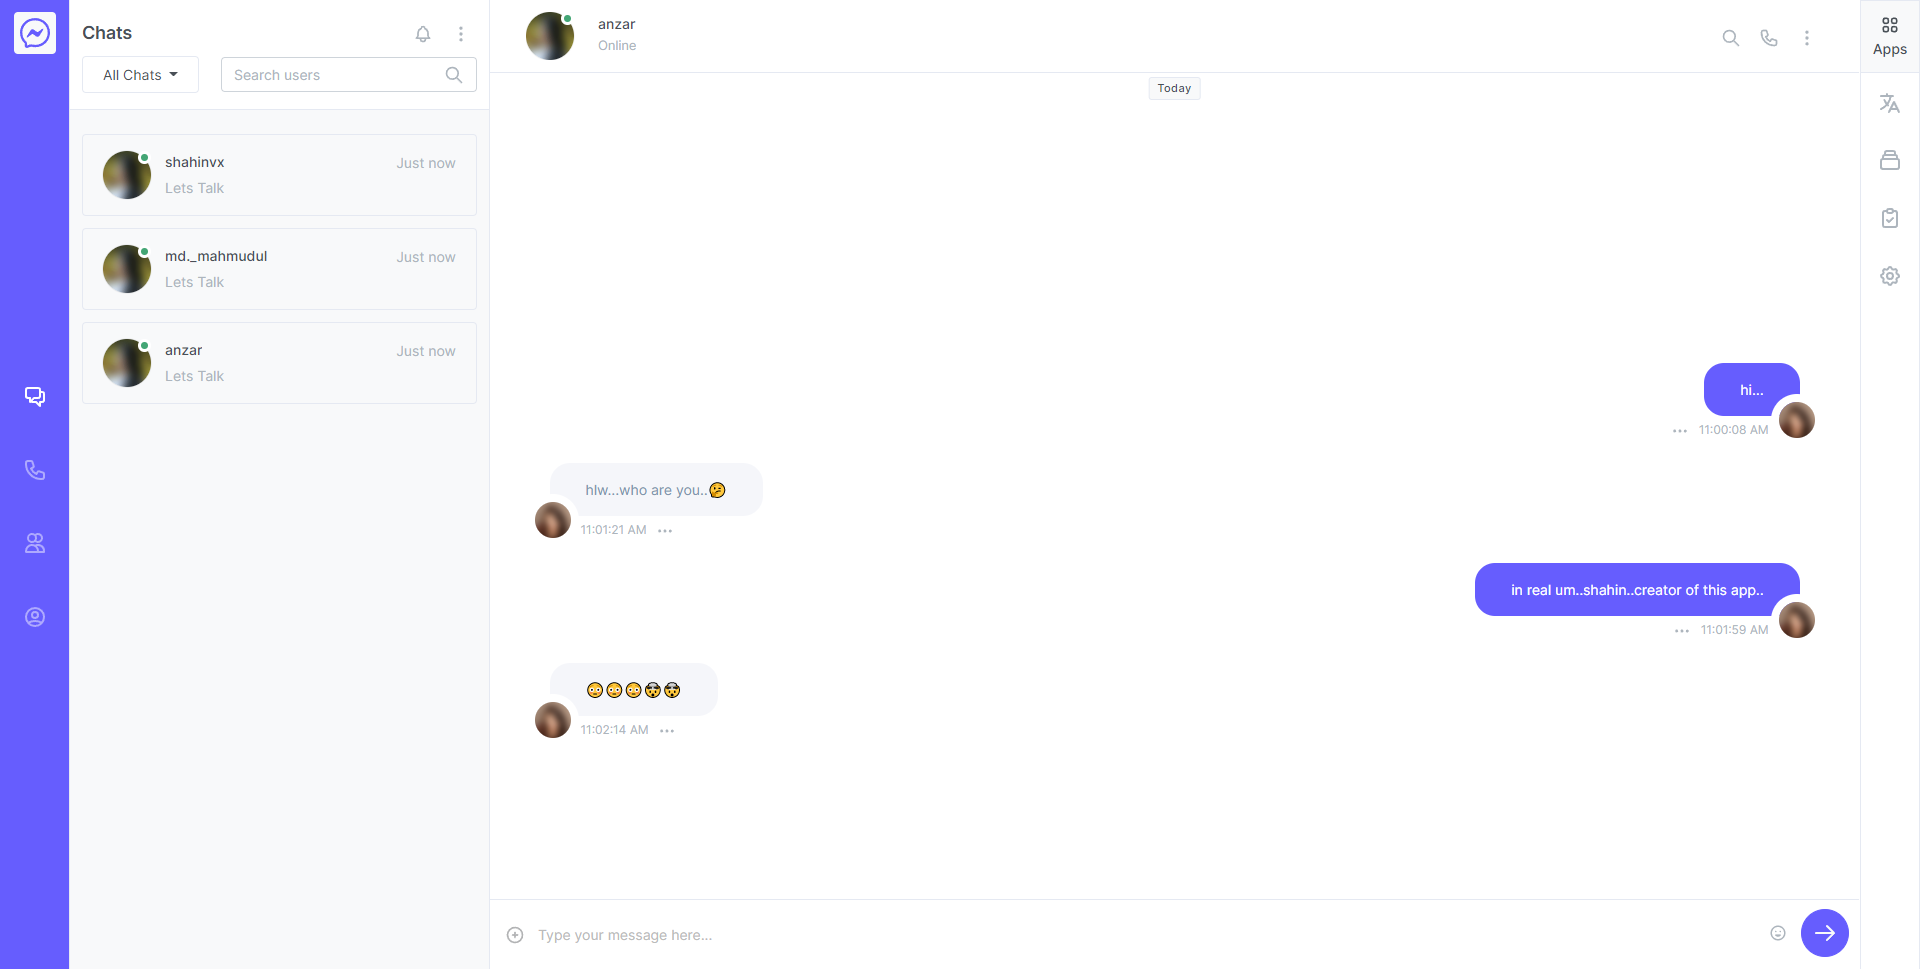 Chats
All Chats
Search users
shahinvx
Just now
Lets Talk
md._mahmudul
Just now
Lets Talk
anzar
Just now
Lets Talk
anzar
Online
Today
hi...
11:00:08 AM
hlw...who are you..🤔
11:01:21 AM
in real um..shahin..creator of this app..
11:01:59 AM
😳😳😳🤯🤯
11:02:14 AM
Type your message here...
Apps